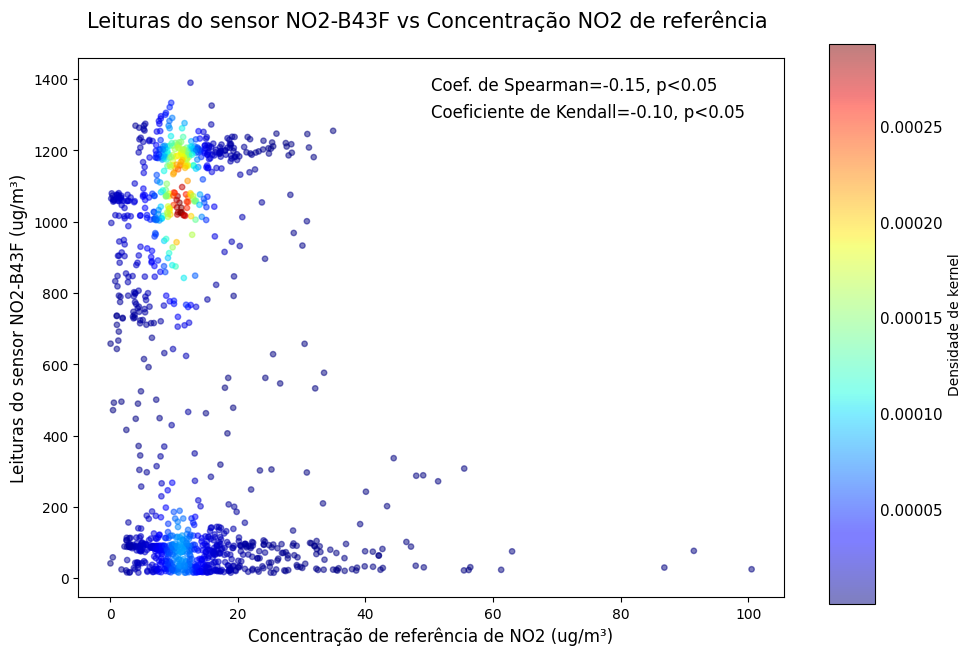 Leituras do sensor NO2-B43F vs Concentração NO2 de referência
Coef. de Spearman=-0.15, p<0.05
Coeficiente de Kendall=-0.10, p<0.05
Leituras do sensor NO2-B43F (ug/m³)
1400
1200
1000
800
600
400
200
0
0 20 40 60 80 100
Concentração de referência de NO2 (ug/m³)
0.00025
0.00020
0.00015
0.00010
0.00005
Densidade de kernel